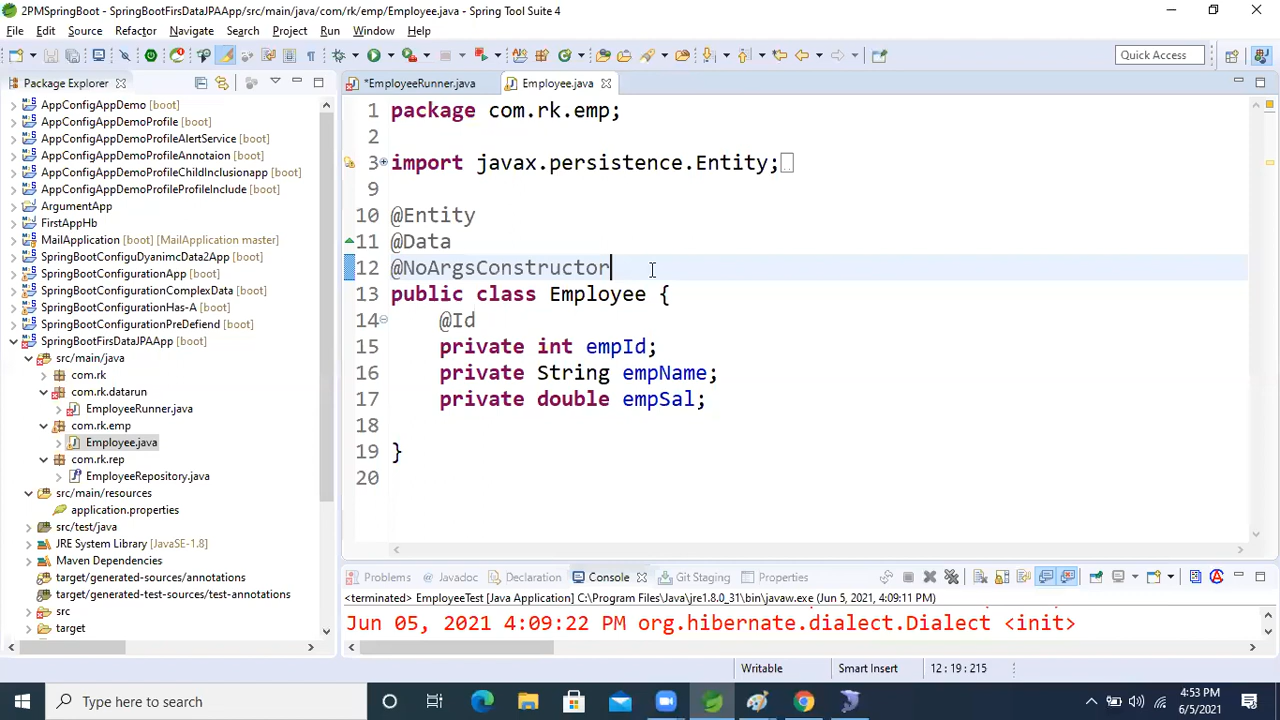 2PMSpringBoot - SpringBootFirsDataJPAApp/src/main/java/com/rk/emp/Employee.java - Spring Tool Suite 4
File Edit Source Refactor Navigate Search Project Run Window Help
Quick Access
Package Explorer
*EmployeeRunner.java
Employee.java
AppConfigAppDemo [boot]
AppConfigAppDemoProfile [boot]
AppConfigAppDemoProfileAlertService [boot]
AppConfigAppDemoProfileAnnotaion [boot]
AppConfigAppDemoProfileChildInclusionapp [boot]
AppConfigAppDemoProfileProfileInclude [boot]
ArgumentApp
FirstAppHb
MailApplication [boot] [MailApplication master]
SpringBootConfiguDyanimcData2App [boot]
SpringBootConfigurationApp [boot]
SpringBootConfigurationComplexData [boot]
SpringBootConfigurationHas-A [boot]
SpringBootConfigurationPreDefiend [boot]
SpringBootFirsDataJPAApp [boot]
src/main/java
com.rk
com.rk.datarun
EmployeeRunner.java
com.rk.emp
Employee.java
com.rk.rep
EmployeeRepository.java
src/main/resources
application.properties
src/test/java
JRE System Library [JavaSE-1.8]
Maven Dependencies
target/generated-sources/annotations
target/generated-test-sources/test-annotations
src
target
1 package com.rk.emp;
2
3 import javax.persistence.Entity;
9
10 @Entity
11 @Data
12 @NoArgsConstructor
13 public class Employee {
14 @Id
15 private int empId;
16 private String empName;
17 private double empSal;
18
19 }
20
Problems Javadoc Declaration Console Git Staging Properties
<terminated> EmployeeTest [Java Application] C:\Program Files\Java\jre1.8.0_31\bin\javaw.exe (Jun 5, 2021, 4:09:11 PM)
Jun 05, 2021 4:09:22 PM org.hibernate.dialect.Dialect <init>
Writable Smart Insert 12 : 19 : 215
Type here to search
4:53 PM
6/5/2021